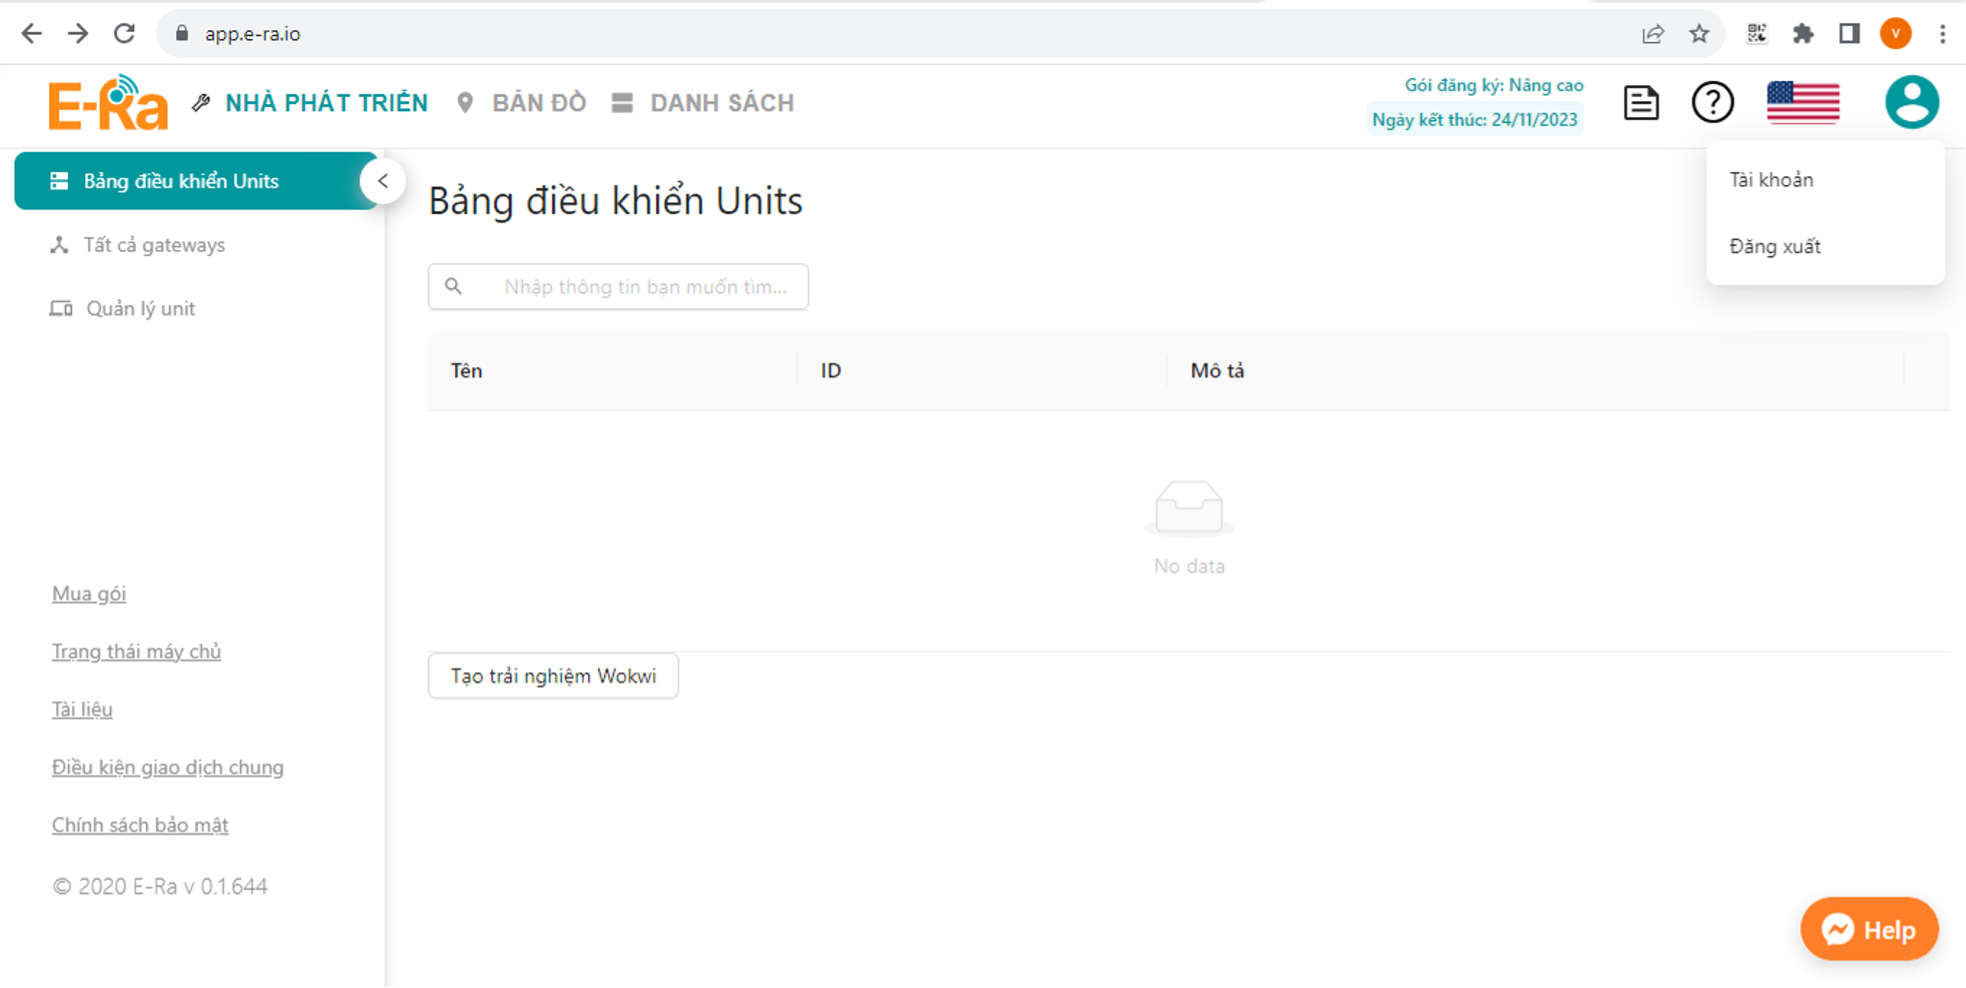 app.e-ra.io
V
E-Ra
NHÀ PHÁT TRIỂN
BẢN ĐỒ
DANH SÁCH
Gói đăng ký: Nâng cao
Ngày kết thúc: 24/11/2023
Tài khoản
Đăng xuất
Bảng điều khiển Units
Tất cả gateways
Quản lý unit
Mua gói
Trạng thái máy chủ
Tài liệu
Điều kiện giao dịch chung
Chính sách bảo mật
© 2020 E-Ra v 0.1.644
Bảng điều khiển Units
Nhập thông tin bạn muốn tìm...
Tên ID Mô tả
No data
Tạo trải nghiệm Wokwi
Help